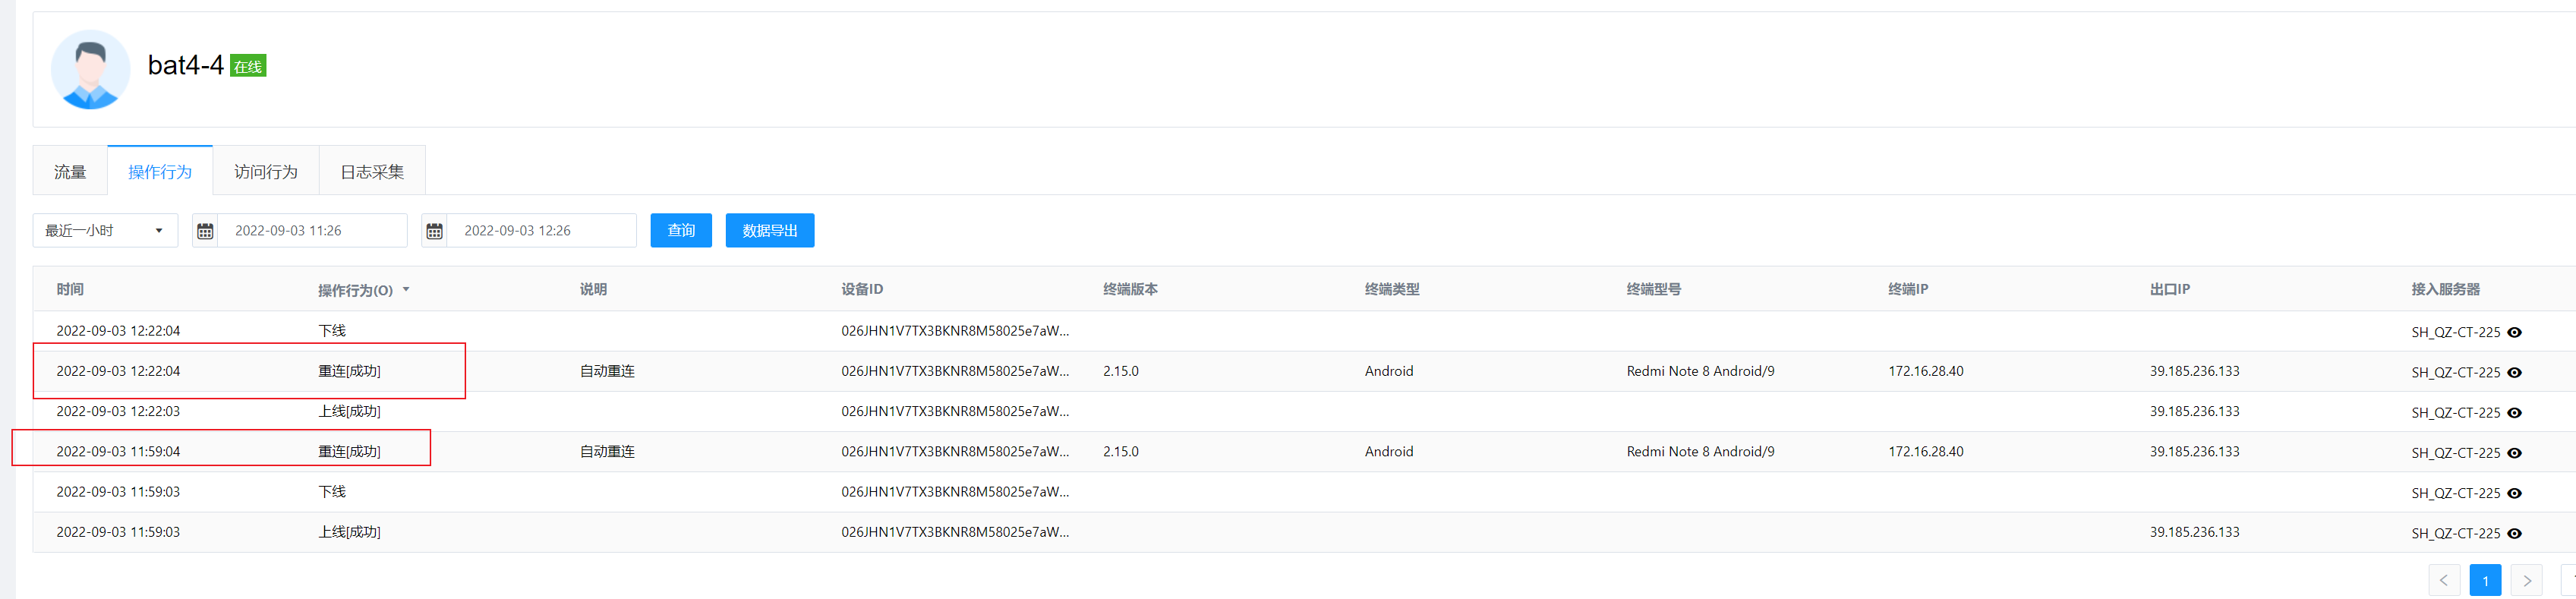 bat4-4 在线
流量 操作行为 访问行为 日志采集
最近一小时 2022-09-03 11:26 2022-09-03 12:26 查询 数据导出
时间 操作行为(O) 说明 设备ID 终端版本 终端类型 终端型号 终端IP 出口IP 接入服务器
2022-09-03 12:22:04 下线 026JHN1V7TX3BKNR8M58025e7aW... SH_QZ-CT-225
2022-09-03 12:22:04 重连[成功] 自动重连 026JHN1V7TX3BKNR8M58025e7aW... 2.15.0 Android Redmi Note 8 Android/9 172.16.28.40 39.185.236.133 SH_QZ-CT-225
2022-09-03 12:22:03 上线[成功] 026JHN1V7TX3BKNR8M58025e7aW... 39.185.236.133 SH_QZ-CT-225
2022-09-03 11:59:04 重连[成功] 自动重连 026JHN1V7TX3BKNR8M58025e7aW... 2.15.0 Android Redmi Note 8 Android/9 172.16.28.40 39.185.236.133 SH_QZ-CT-225
2022-09-03 11:59:03 下线 026JHN1V7TX3BKNR8M58025e7aW... SH_QZ-CT-225
2022-09-03 11:59:03 上线[成功] 026JHN1V7TX3BKNR8M58025e7aW... 39.185.236.133 SH_QZ-CT-225
1